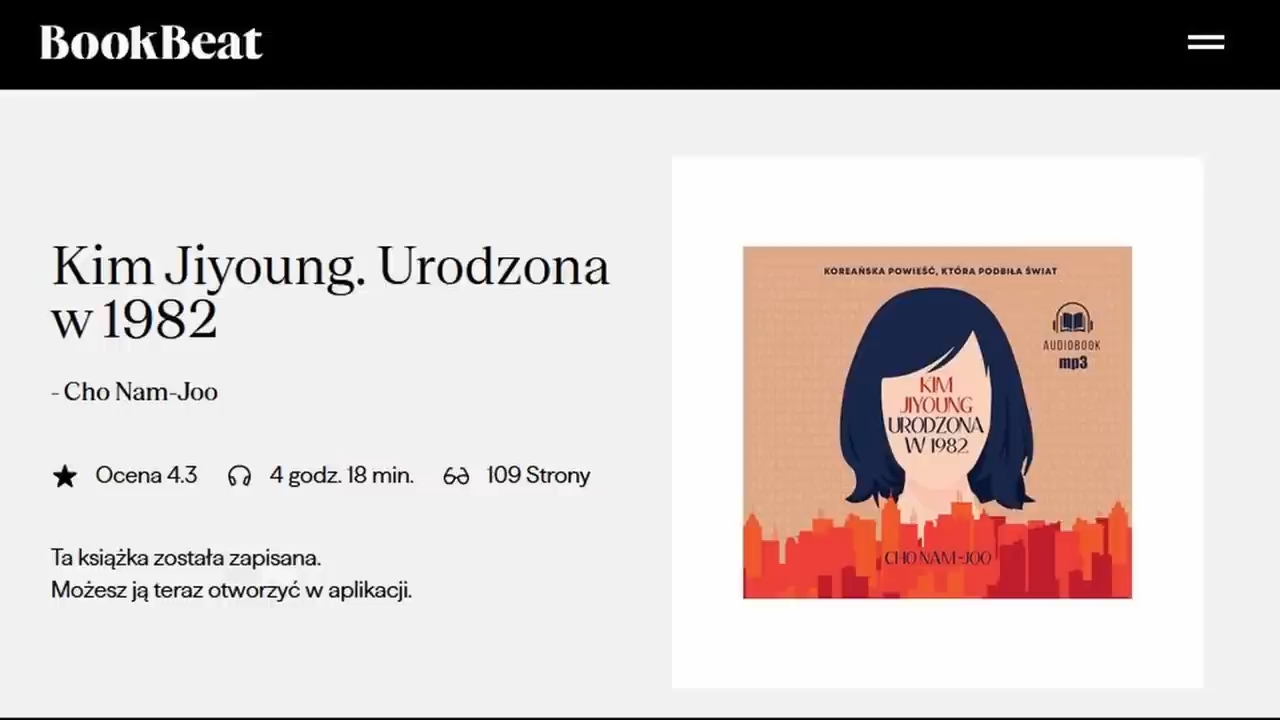 BookBeat
Kim Jiyoung. Urodzona
w 1982
- Cho Nam-Joo
Ocena 4.3 4 godz. 18 min. 109 Strony
Ta książka została zapisana.
Możesz ją teraz otworzyć w aplikacji.
KOREAŃSKA POWIEŚĆ, KTÓRA PODBIŁA ŚWIAT
AUDIOBOOK
mp3
KIM
JIYOUNG
URODZONA
W 1982
CHO NAM-JOO